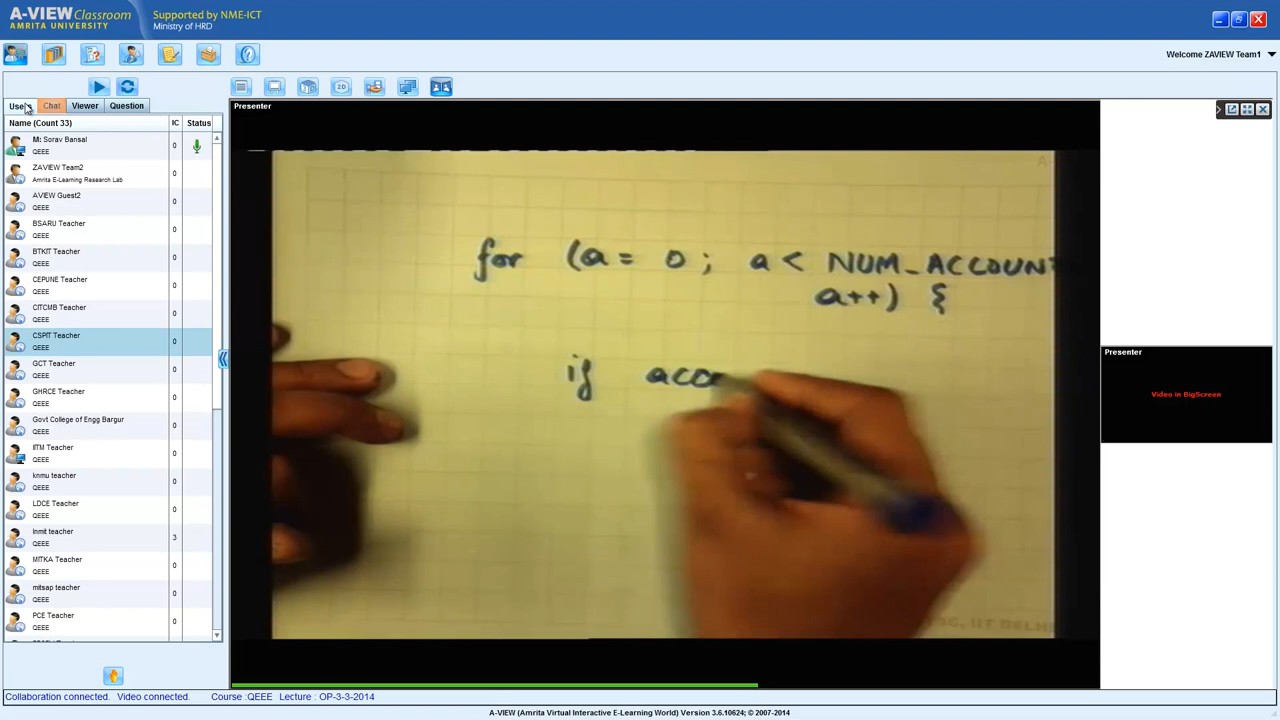 A-VIEW Classroom
AMRITA UNIVERSITY
Supported by NME-ICT
Ministry of HRD
Welcome ZAVIEW Team1
Chat Viewer Question
Name (Count 33) IC Status
M: Sorav Bansal
QEEE 0
ZAVIEW Team2
Amrita E-Learning Research Lab 0
AVIEW Guest2
QEEE 0
BSARU Teacher
QEEE 0
BTKIT Teacher
QEEE 0
CEPUNE Teacher
QEEE 0
CITCMB Teacher
QEEE 0
CSPIT Teacher
QEEE 0
GCT Teacher
QEEE 0
GHRCE Teacher
QEEE 0
Govt College of Engg Bargur
QEEE 0
IITM Teacher
QEEE 0
knmu teacher
QEEE 0
LDCE Teacher
QEEE 0
lnmit teacher
QEEE 3
MITKA Teacher
QEEE 0
mitsap teacher
QEEE 0
PCE Teacher
QEEE 0
2D
Presenter
for (a = 0 ; a < NUM_ACCOUNT
a++) {
if acco
Presenter
Video in BigScreen
Collaboration connected. Video connected. Course :QEEE Lecture : OP-3-3-2014
A-VIEW (Amrita Virtual Interactive E-Learning World) Version 3.6.10624; © 2007-2014